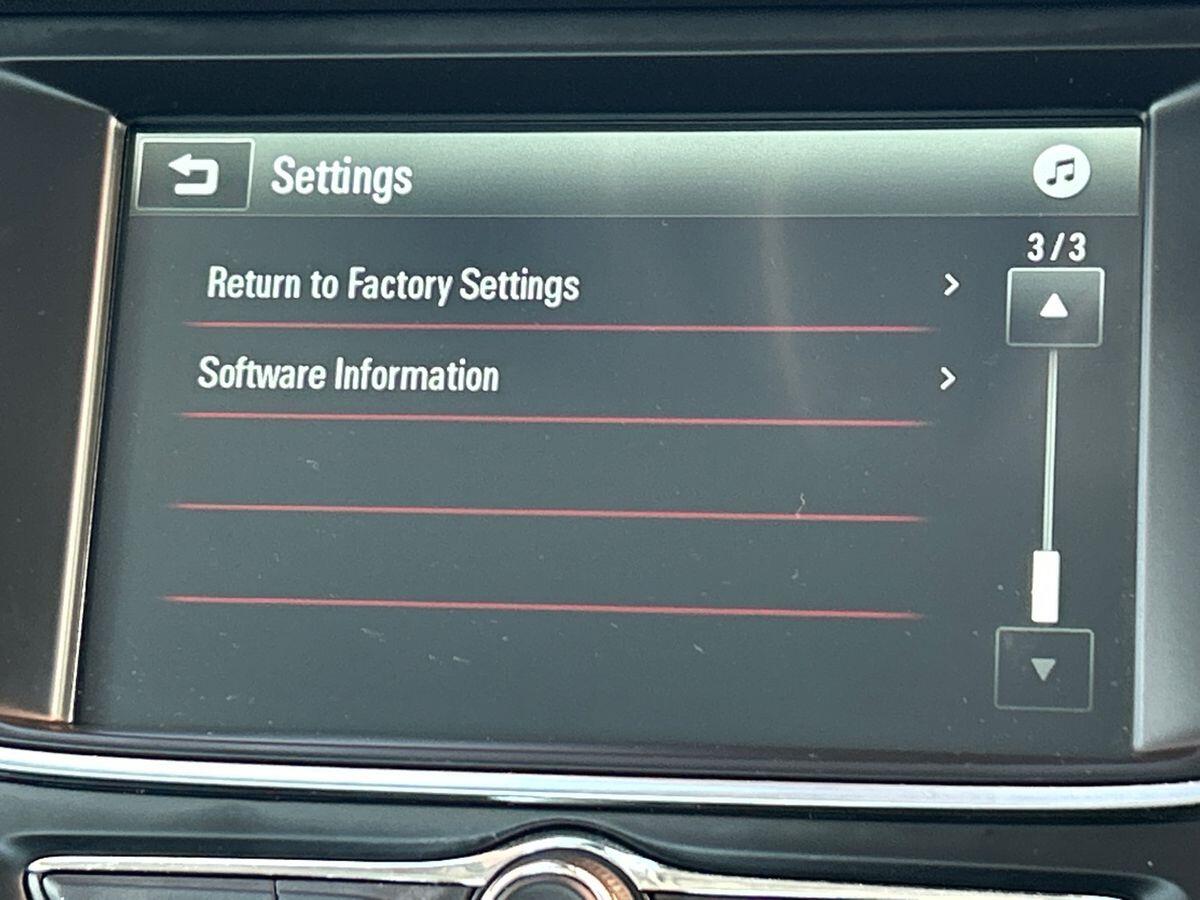 Settings
3/3
Return to Factory Settings
Software Information